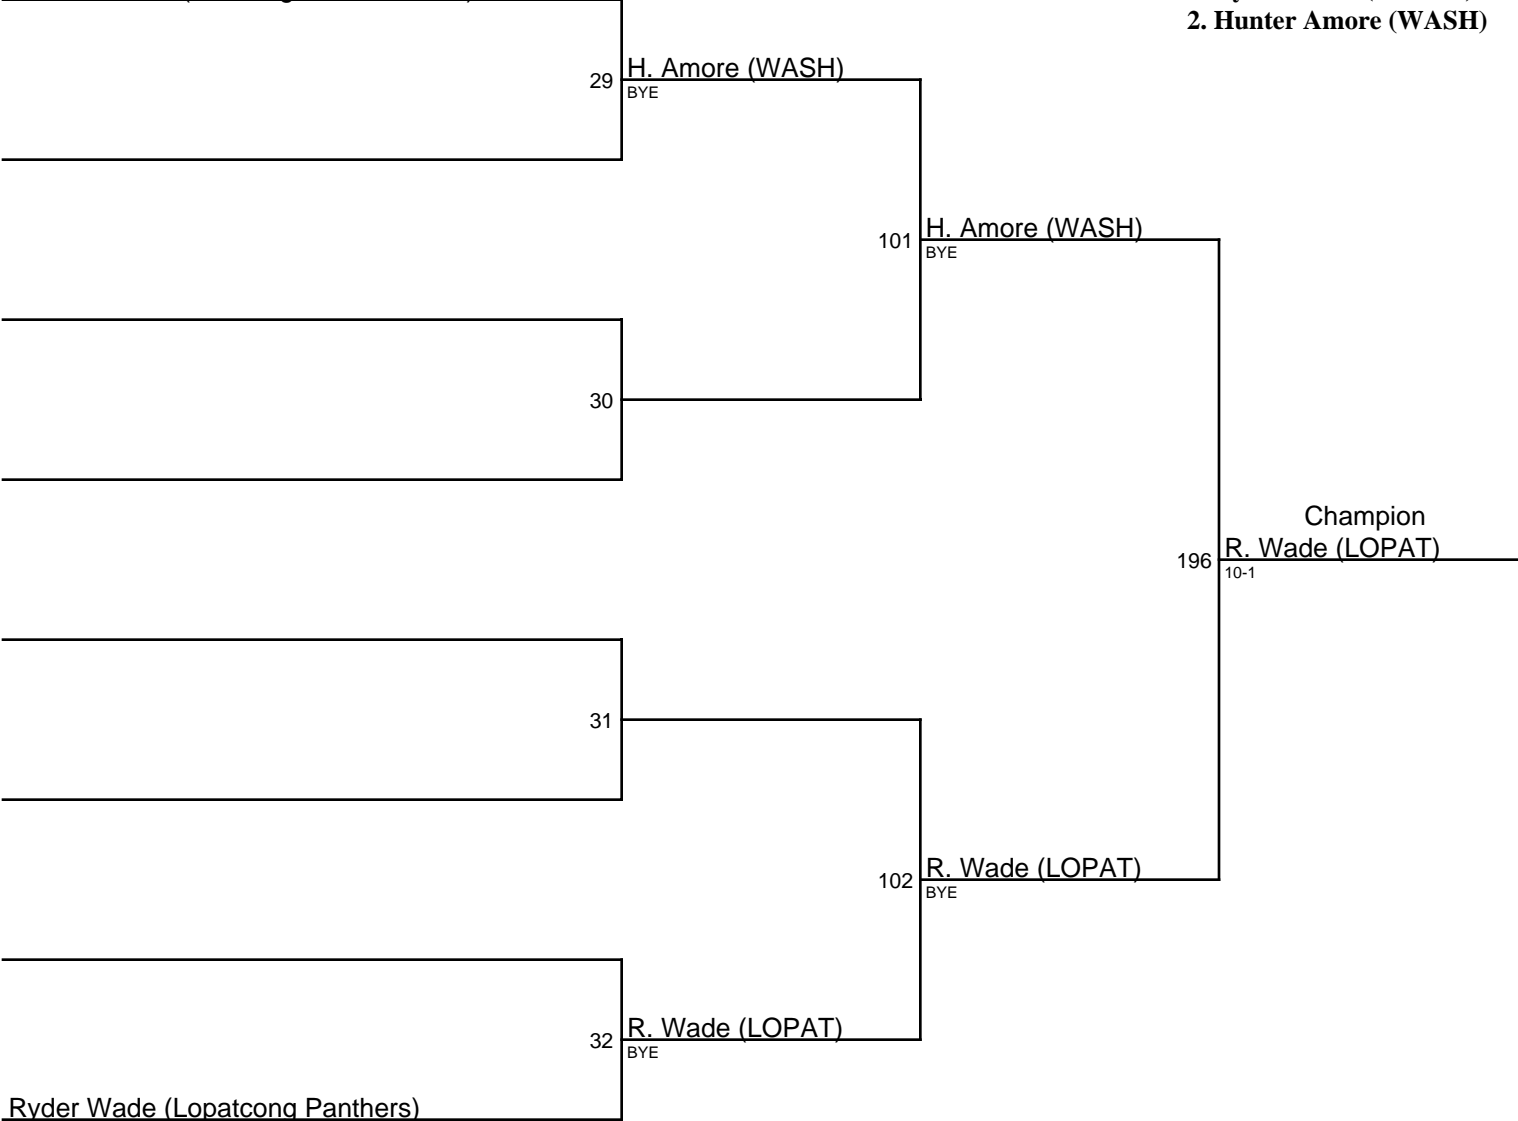 2. Hunter Amore (WASH)
29 H. Amore (WASH)
BYE
101 H. Amore (WASH)
BYE
30
Champion
196 R. Wade (LOPAT)
10-1
31
102 R. Wade (LOPAT)
BYE
32 R. Wade (LOPAT)
BYE
Ryder Wade (Lopatcong Panthers)